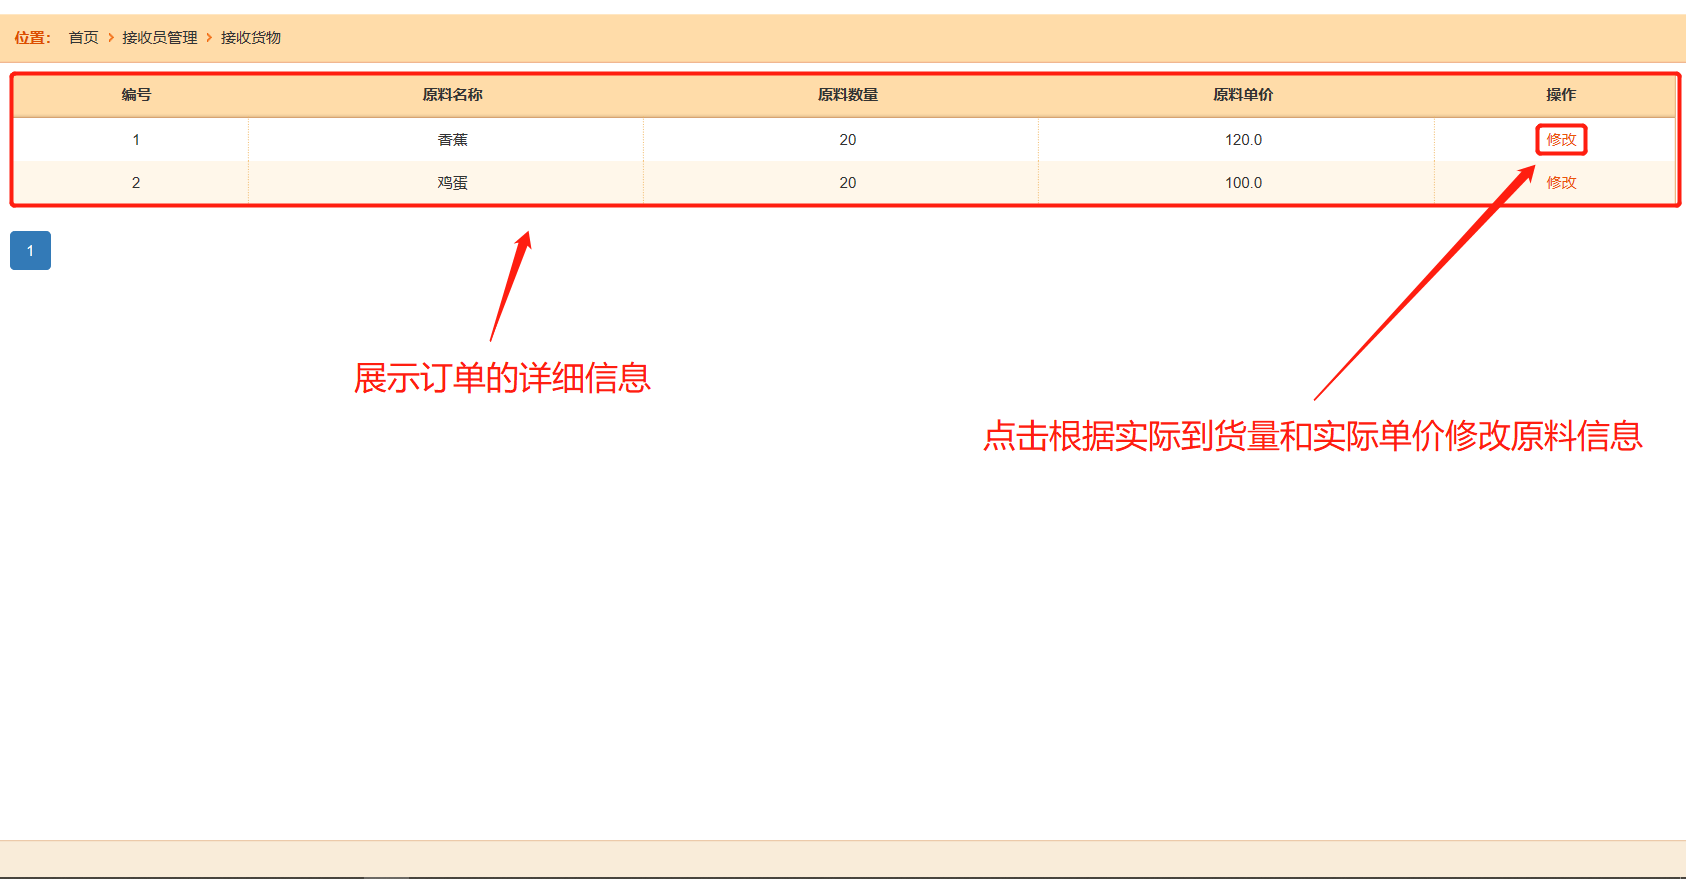 位置： 首页 > 接收员管理 > 接收货物
编号 原料名称 原料数量 原料单价 操作
1 香蕉 20 120.0 修改
2 鸡蛋 20 100.0 修改
1
展示订单的详细信息
点击根据实际到货量和实际单价修改原料信息